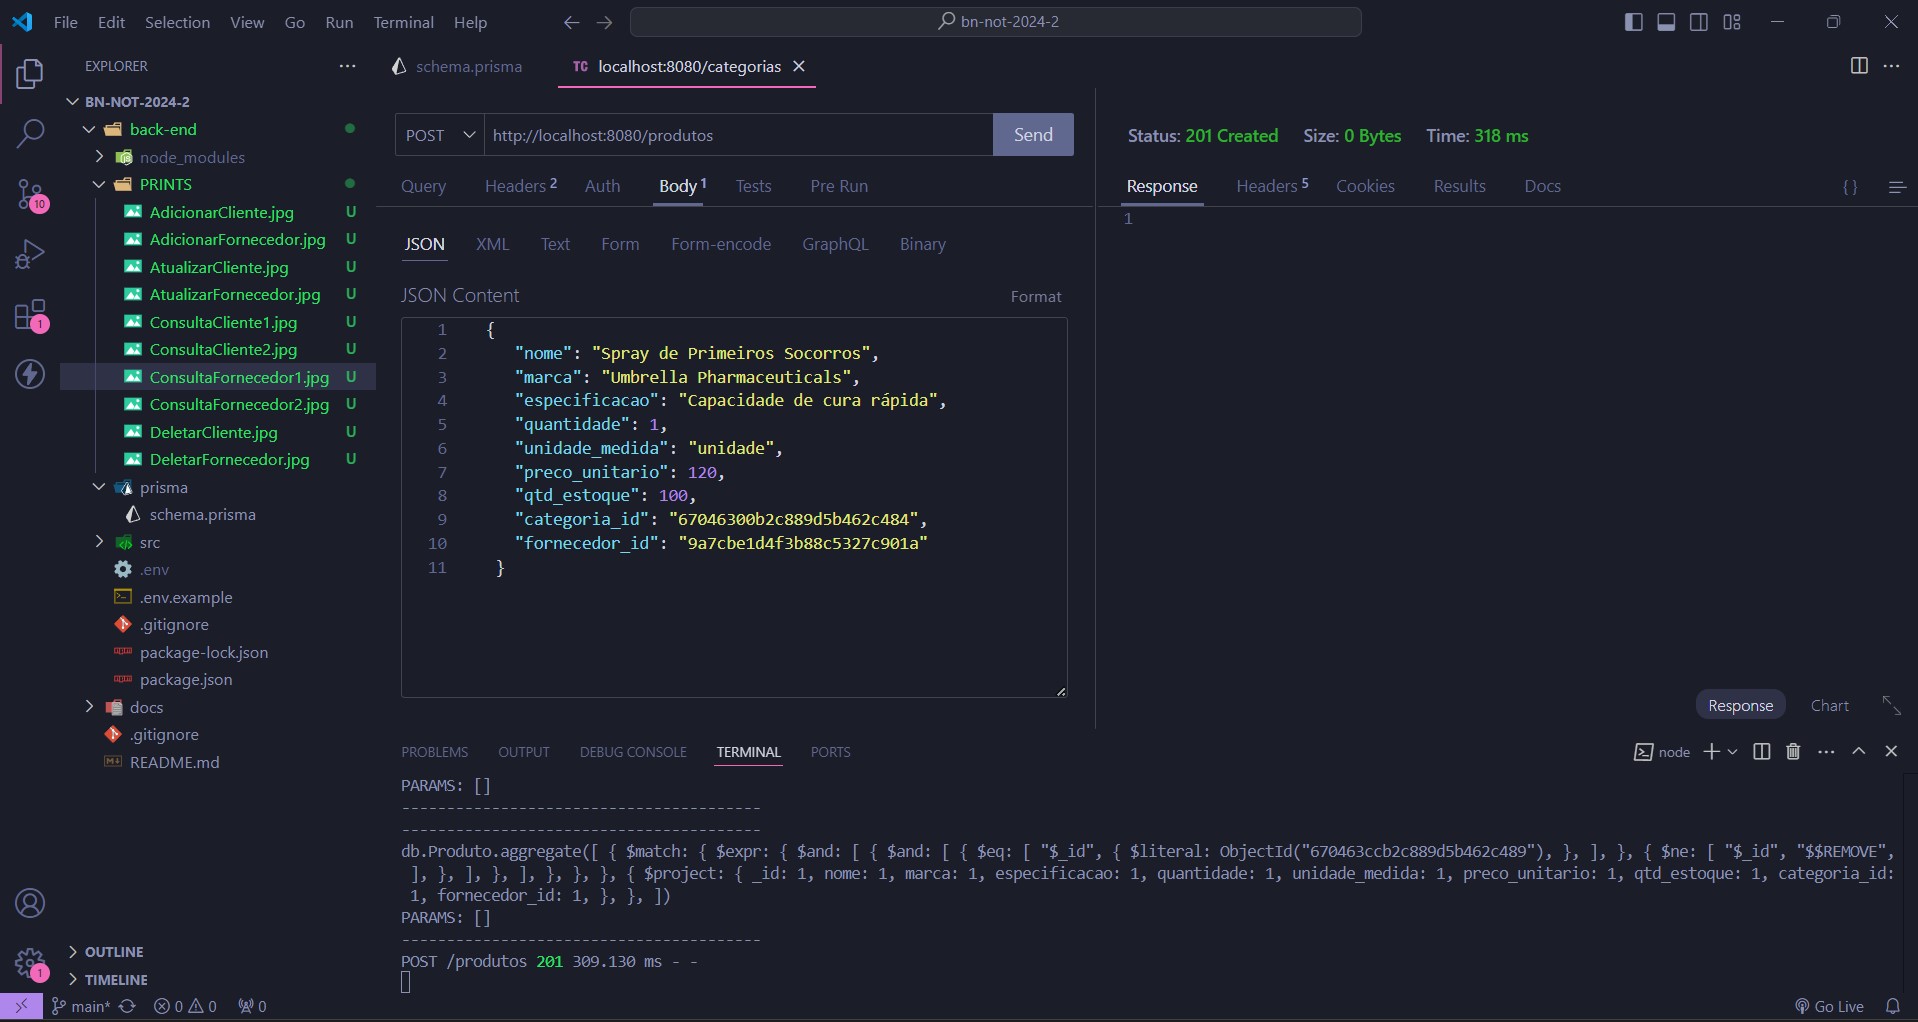 File Edit Selection View Go Run Terminal Help
bn-not-2024-2
EXPLORER
BN-NOT-2024-2
back-end
node_modules
PRINTS
AdicionarCliente.jpg U
AdicionarFornecedor.jpg U
AtualizarCliente.jpg U
AtualizarFornecedor.jpg U
ConsultaCliente1.jpg U
ConsultaCliente2.jpg U
ConsultaFornecedor1.jpg U
ConsultaFornecedor2.jpg U
DeletarCliente.jpg U
DeletarFornecedor.jpg U
prisma
schema.prisma
src
.env
.env.example
.gitignore
package-lock.json
package.json
docs
.gitignore
README.md
OUTLINE
TIMELINE
10
1
1
schema.prisma
TC localhost:8080/categorias
POST http://localhost:8080/produtos Send
Query Headers 2 Auth Body 1 Tests Pre Run
JSON XML Text Form Form-encode GraphQL Binary
JSON Content Format
1 {
2 "nome": "Spray de Primeiros Socorros",
3 "marca": "Umbrella Pharmaceuticals",
4 "especificacao": "Capacidade de cura rápida",
5 "quantidade": 1,
6 "unidade_medida": "unidade",
7 "preco_unitario": 120,
8 "qtd_estoque": 100,
9 "categoria_id": "67046300b2c889d5b462c484",
10 "fornecedor_id": "9a7cbe1d4f3b88c5327c901a"
11 }
Status: 201 Created Size: 0 Bytes Time: 318 ms
Response Headers 5 Cookies Results Docs { }
1
Response Chart
PROBLEMS OUTPUT DEBUG CONSOLE TERMINAL PORTS
node
PARAMS: []
----------------------------------------
----------------------------------------
db.Produto.aggregate([ { $match: { $expr: { $and: [ { $and: [ { $eq: [ "$_id", { $literal: ObjectId("670463ccb2c889d5b462c489"), }, ], }, { $ne: [ "$_id", "$$REMOVE",
], }, ], }, ], }, }, }, { $project: { _id: 1, nome: 1, marca: 1, especificacao: 1, quantidade: 1, unidade_medida: 1, preco_unitario: 1, qtd_estoque: 1, categoria_id:
1, fornecedor_id: 1, }, }, ])
PARAMS: []
----------------------------------------
POST /produtos 201 309.130 ms - -
main* 0 0 0
Go Live